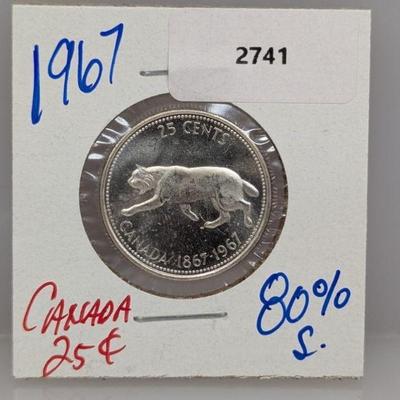 1967
2741
25 CENTS
CANADA·1867-1967
CANADA
25¢
80%
S.